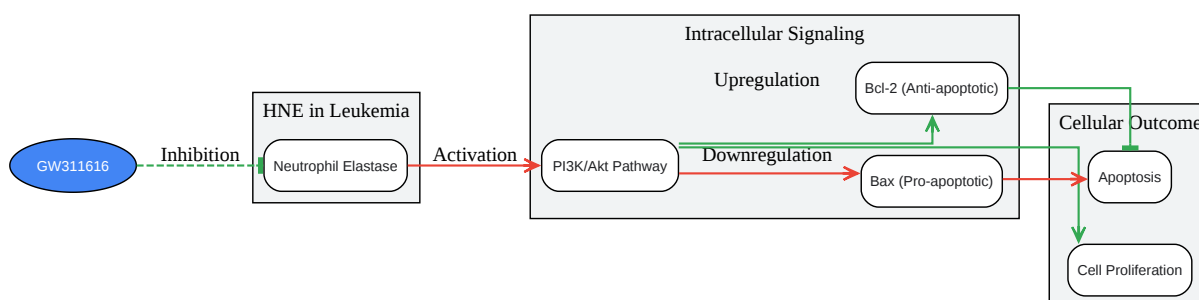 Intracellular Signaling
Upregulation
Bcl-2 (Anti-apoptotic)
HNE in Leukemia
Cellular Outcome
GW311616
Inhibition
Neutrophil Elastase
Activation
PI3K/Akt Pathway
Downregulation
Bax (Pro-apoptotic)
Apoptosis
Cell Proliferation